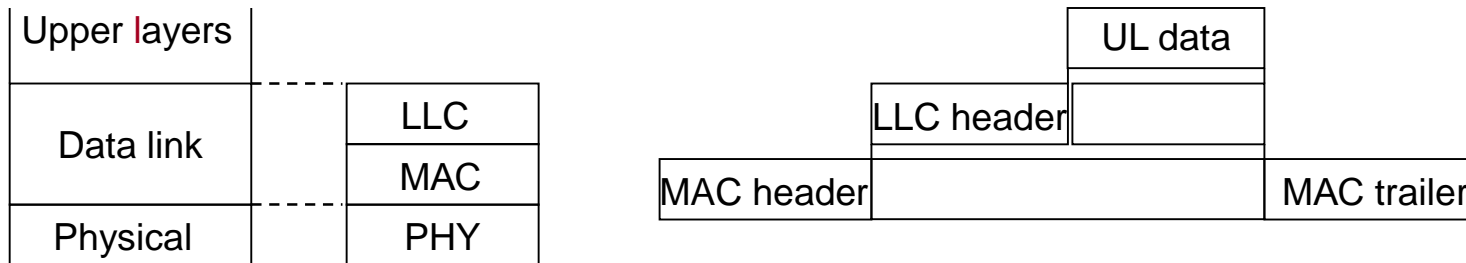 Upper layers
UL data
LLC
LLC header
Data link
MAC
MAC header
MAC trailer
Physical
PHY